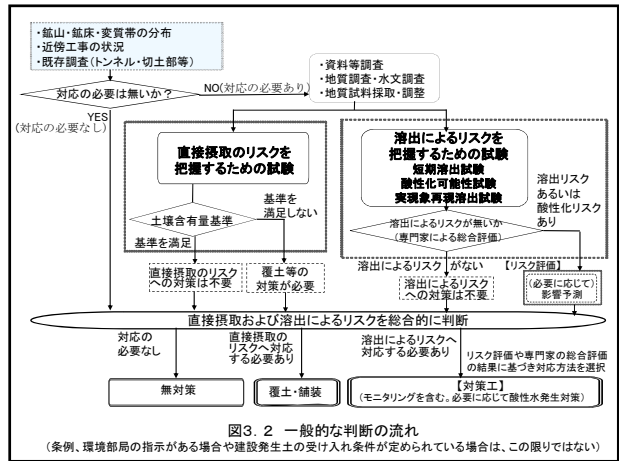 ・鉱山・鉱床・変質帯の分布
・近傍工事の状況
・既存調査(トンネル・切土部等)
対応の必要は無いか?
NO(対応の必要あり)
・資料等調査
・地質調査・水文調査
・地質試料採取・調整
YES
(対応の必要なし)
直接摂取のリスクを
把握するための試験
土壌含有量基準
基準を
満足しない
基準を満足
直接摂取のリスク
への対策は不要
覆土等の
対策が必要
溶出によるリスクを
把握するための試験
短期溶出試験
酸性化可能性試験
実現象再現溶出試験
溶出によるリスクが無いか
(専門家による総合評価)
溶出リスク
あるいは
酸性化リスク
あり
溶出によるリスク がない
溶出によるリスク
への対策は不要
【リスク評価】
(必要に応じて)
影響予測
直接摂取および溶出によるリスクを総合的に判断
対応の
必要なし
直接摂取の
リスクへ対応
する必要あり
溶出によるリスクへ
対応する必要あり
リスク評価や専門家の総合評価
の結果に基づき対応方法を選択
無対策
覆土・舗装
【対策工】
(モニタリングを含む。必要に応じて酸性水発生対策)
図3.2 一般的な判断の流れ
(条例、環境部局の指示がある場合や建設発生土の受け入れ条件が定められている場合は、この限りではない)